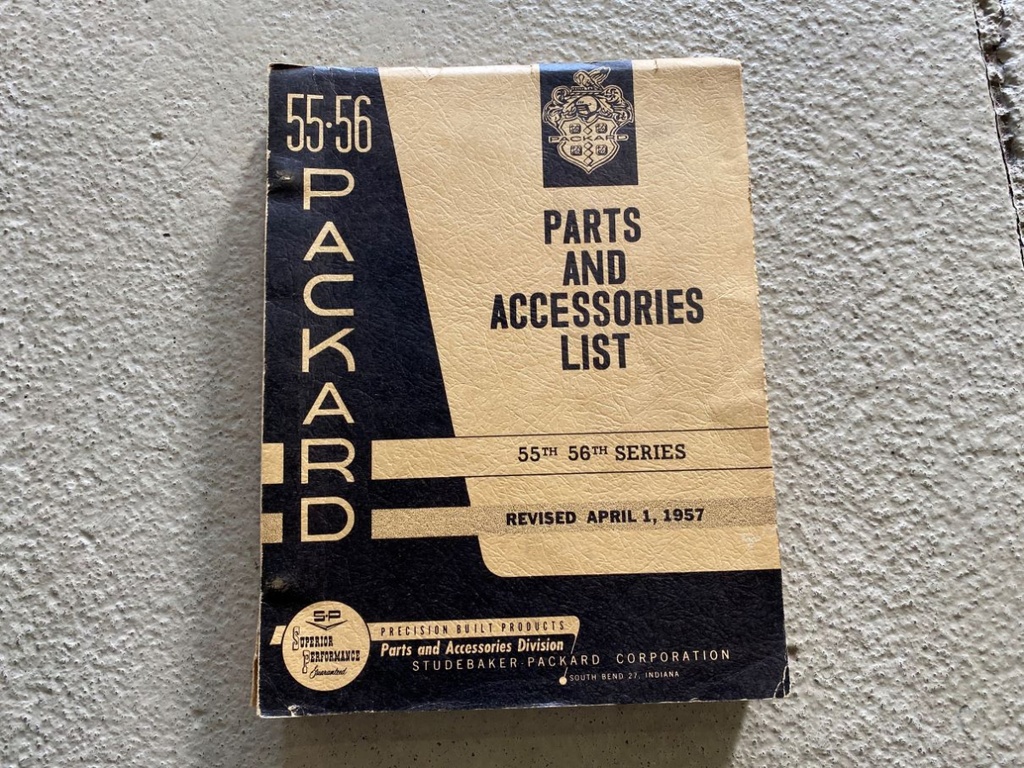 55·56
PACKARD
PACKARD
PARTS
AND
ACCESSORIES
LIST
55TH 56TH SERIES
REVISED APRIL 1, 1957
S-P
SUPERIOR
PERFORMANCE
Guaranteed
PRECISION BUILT PRODUCTS
Parts and Accessories Division
STUDEBAKER-PACKARD CORPORATION
SOUTH BEND 27, INDIANA